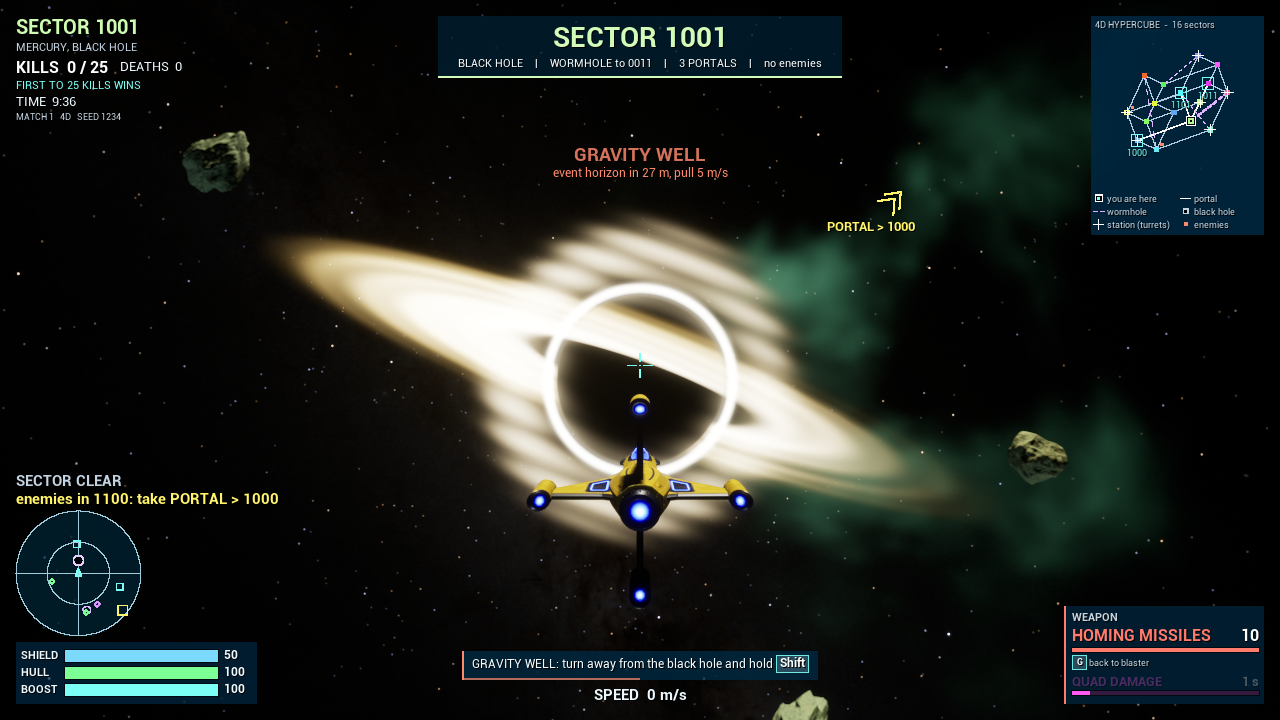 SECTOR 1001
MERCURY, BLACK HOLE
KILLS 0 / 25 DEATHS 0
FIRST TO 25 KILLS WINS
TIME 9:36
MATCH 1 4D SEED 1234
SECTOR 1001
BLACK HOLE | WORMHOLE to 0011 | 3 PORTALS | no enemies
4D HYPERCUBE - 16 sectors
1011
1000
you are here
portal
wormhole
black hole
station (turrets)
enemies
GRAVITY WELL
event horizon in 27 m, pull 5 m/s
PORTAL > 1000
SECTOR CLEAR
enemies in 1100: take PORTAL > 1000
SHIELD 50
HULL 100
BOOST 100
GRAVITY WELL: turn away from the black hole and hold Shift
SPEED 0 m/s
WEAPON
HOMING MISSILES 10
G back to blaster
QUAD DAMAGE 1 s